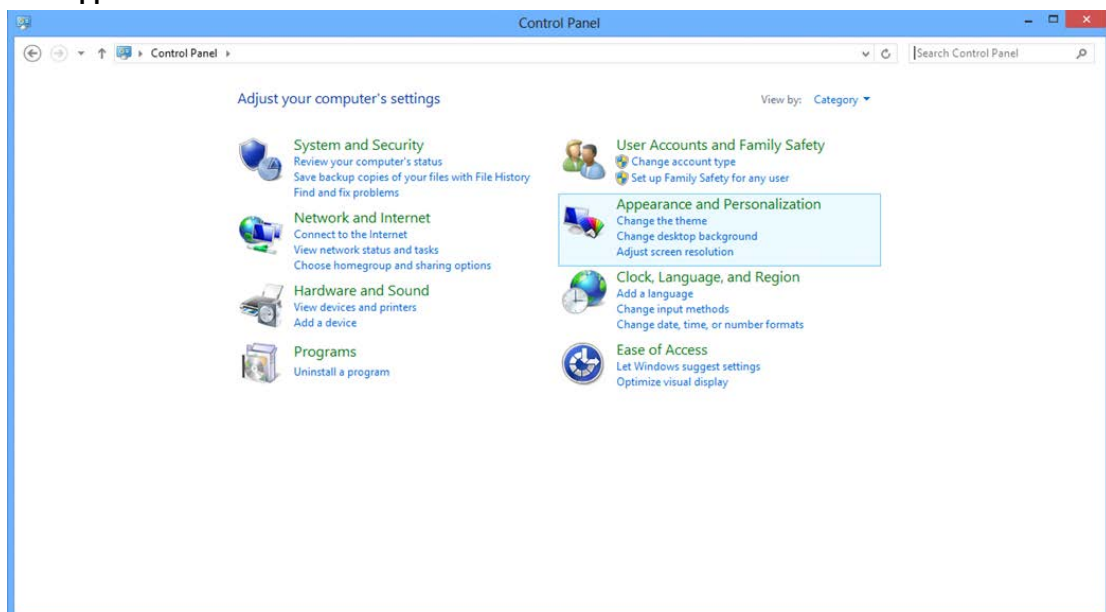 Control Panel
Control Panel
Search Control Panel
Adjust your computer's settings
View by: Category
System and Security
Review your computer's status
Save backup copies of your files with File History
Find and fix problems
Network and Internet
Connect to the Internet
View network status and tasks
Choose homegroup and sharing options
Hardware and Sound
View devices and printers
Add a device
Programs
Uninstall a program
User Accounts and Family Safety
Change account type
Set up Family Safety for any user
Appearance and Personalization
Change the theme
Change desktop background
Adjust screen resolution
Clock, Language, and Region
Add a language
Change input methods
Change date, time, or number formats
Ease of Access
Let Windows suggest settings
Optimize visual display